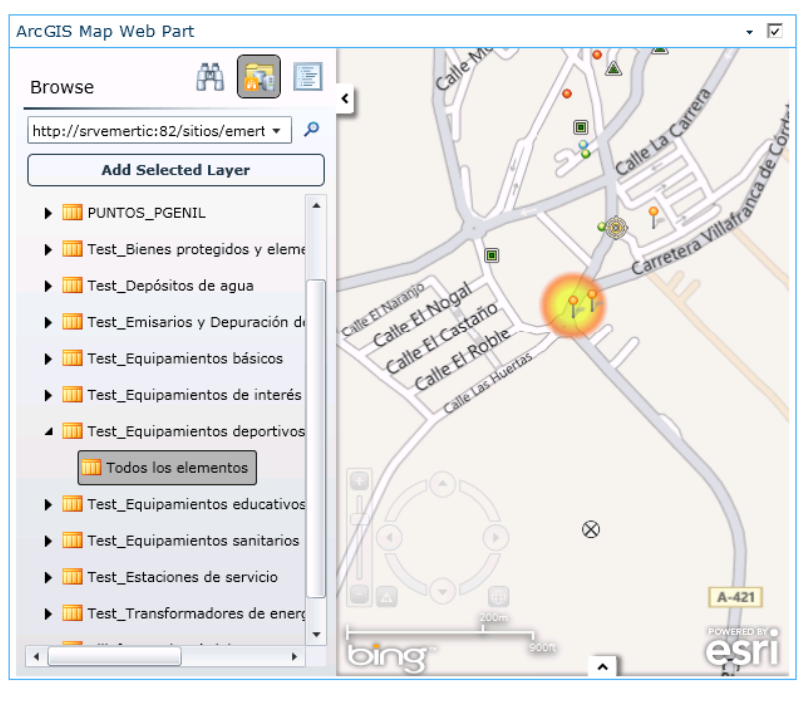 ArcGIS Map Web Part
Browse
http://srvemertic:82/sitios/emert
Add Selected Layer
PUNTOS_PGENIL
Test_Bienes protegidos y eleme
Test_Depósitos de agua
Test_Emisarios y Depuración de
Test_Equipamientos básicos
Test_Equipamientos de interés
Test_Equipamientos deportivos
Todos los elementos
Test_Equipamientos educativos
Test_Equipamientos sanitarios
Test_Estaciones de servicio
Test_Transformadores de energ
Calle
Calle La Carrera
Carretera Villafranca de Córdo
Calle El Naranjo
Calle El Nogal
Calle El Castaño
Calle El Roble
Calle Las Huertas
A-421
200m
900ft
bing
POWERED BY
esri